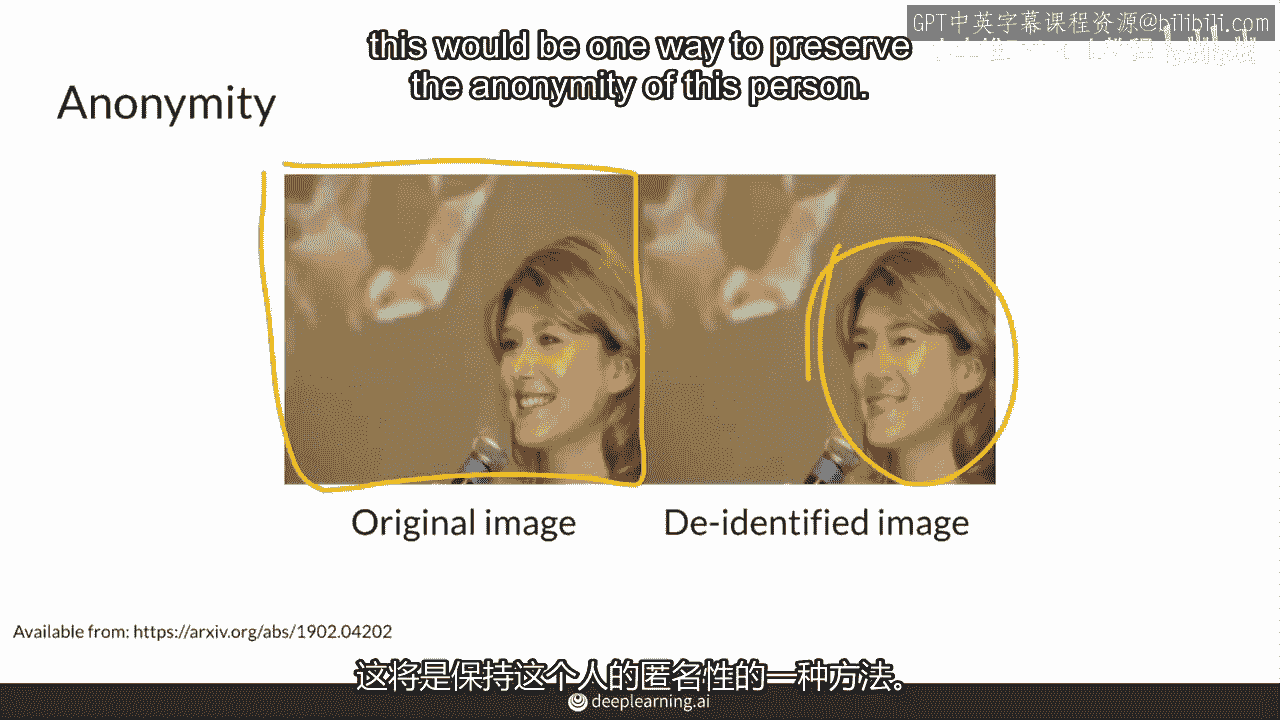 GPT中英字幕课程资源@bilibili.com
this would be one way to preserve
the anonymity of this person.
Anonymity
Original image
De-identified image
Available from: https://arxiv.org/abs/1902.04202
这将是保持这个人的匿名性的一种方法。
deeplearning.ai